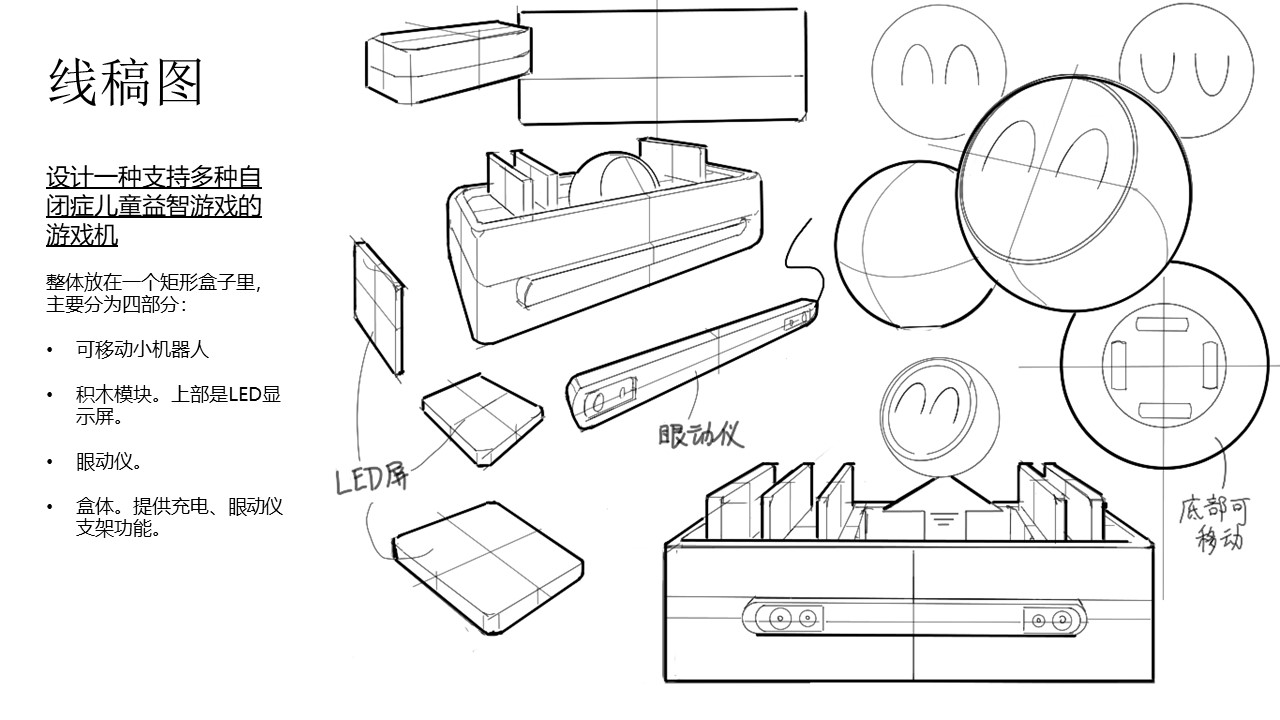 线稿图
设计一种支持多种自
闭症儿童益智游戏的
游戏机
整体放在一个矩形盒子里，
主要分为四部分：
• 可移动小机器人
• 积木模块。上部是LED显
示屏。
• 眼动仪。
• 盒体。提供充电、眼动仪
支架功能。
LED屏
眼动仪
底部可
移动